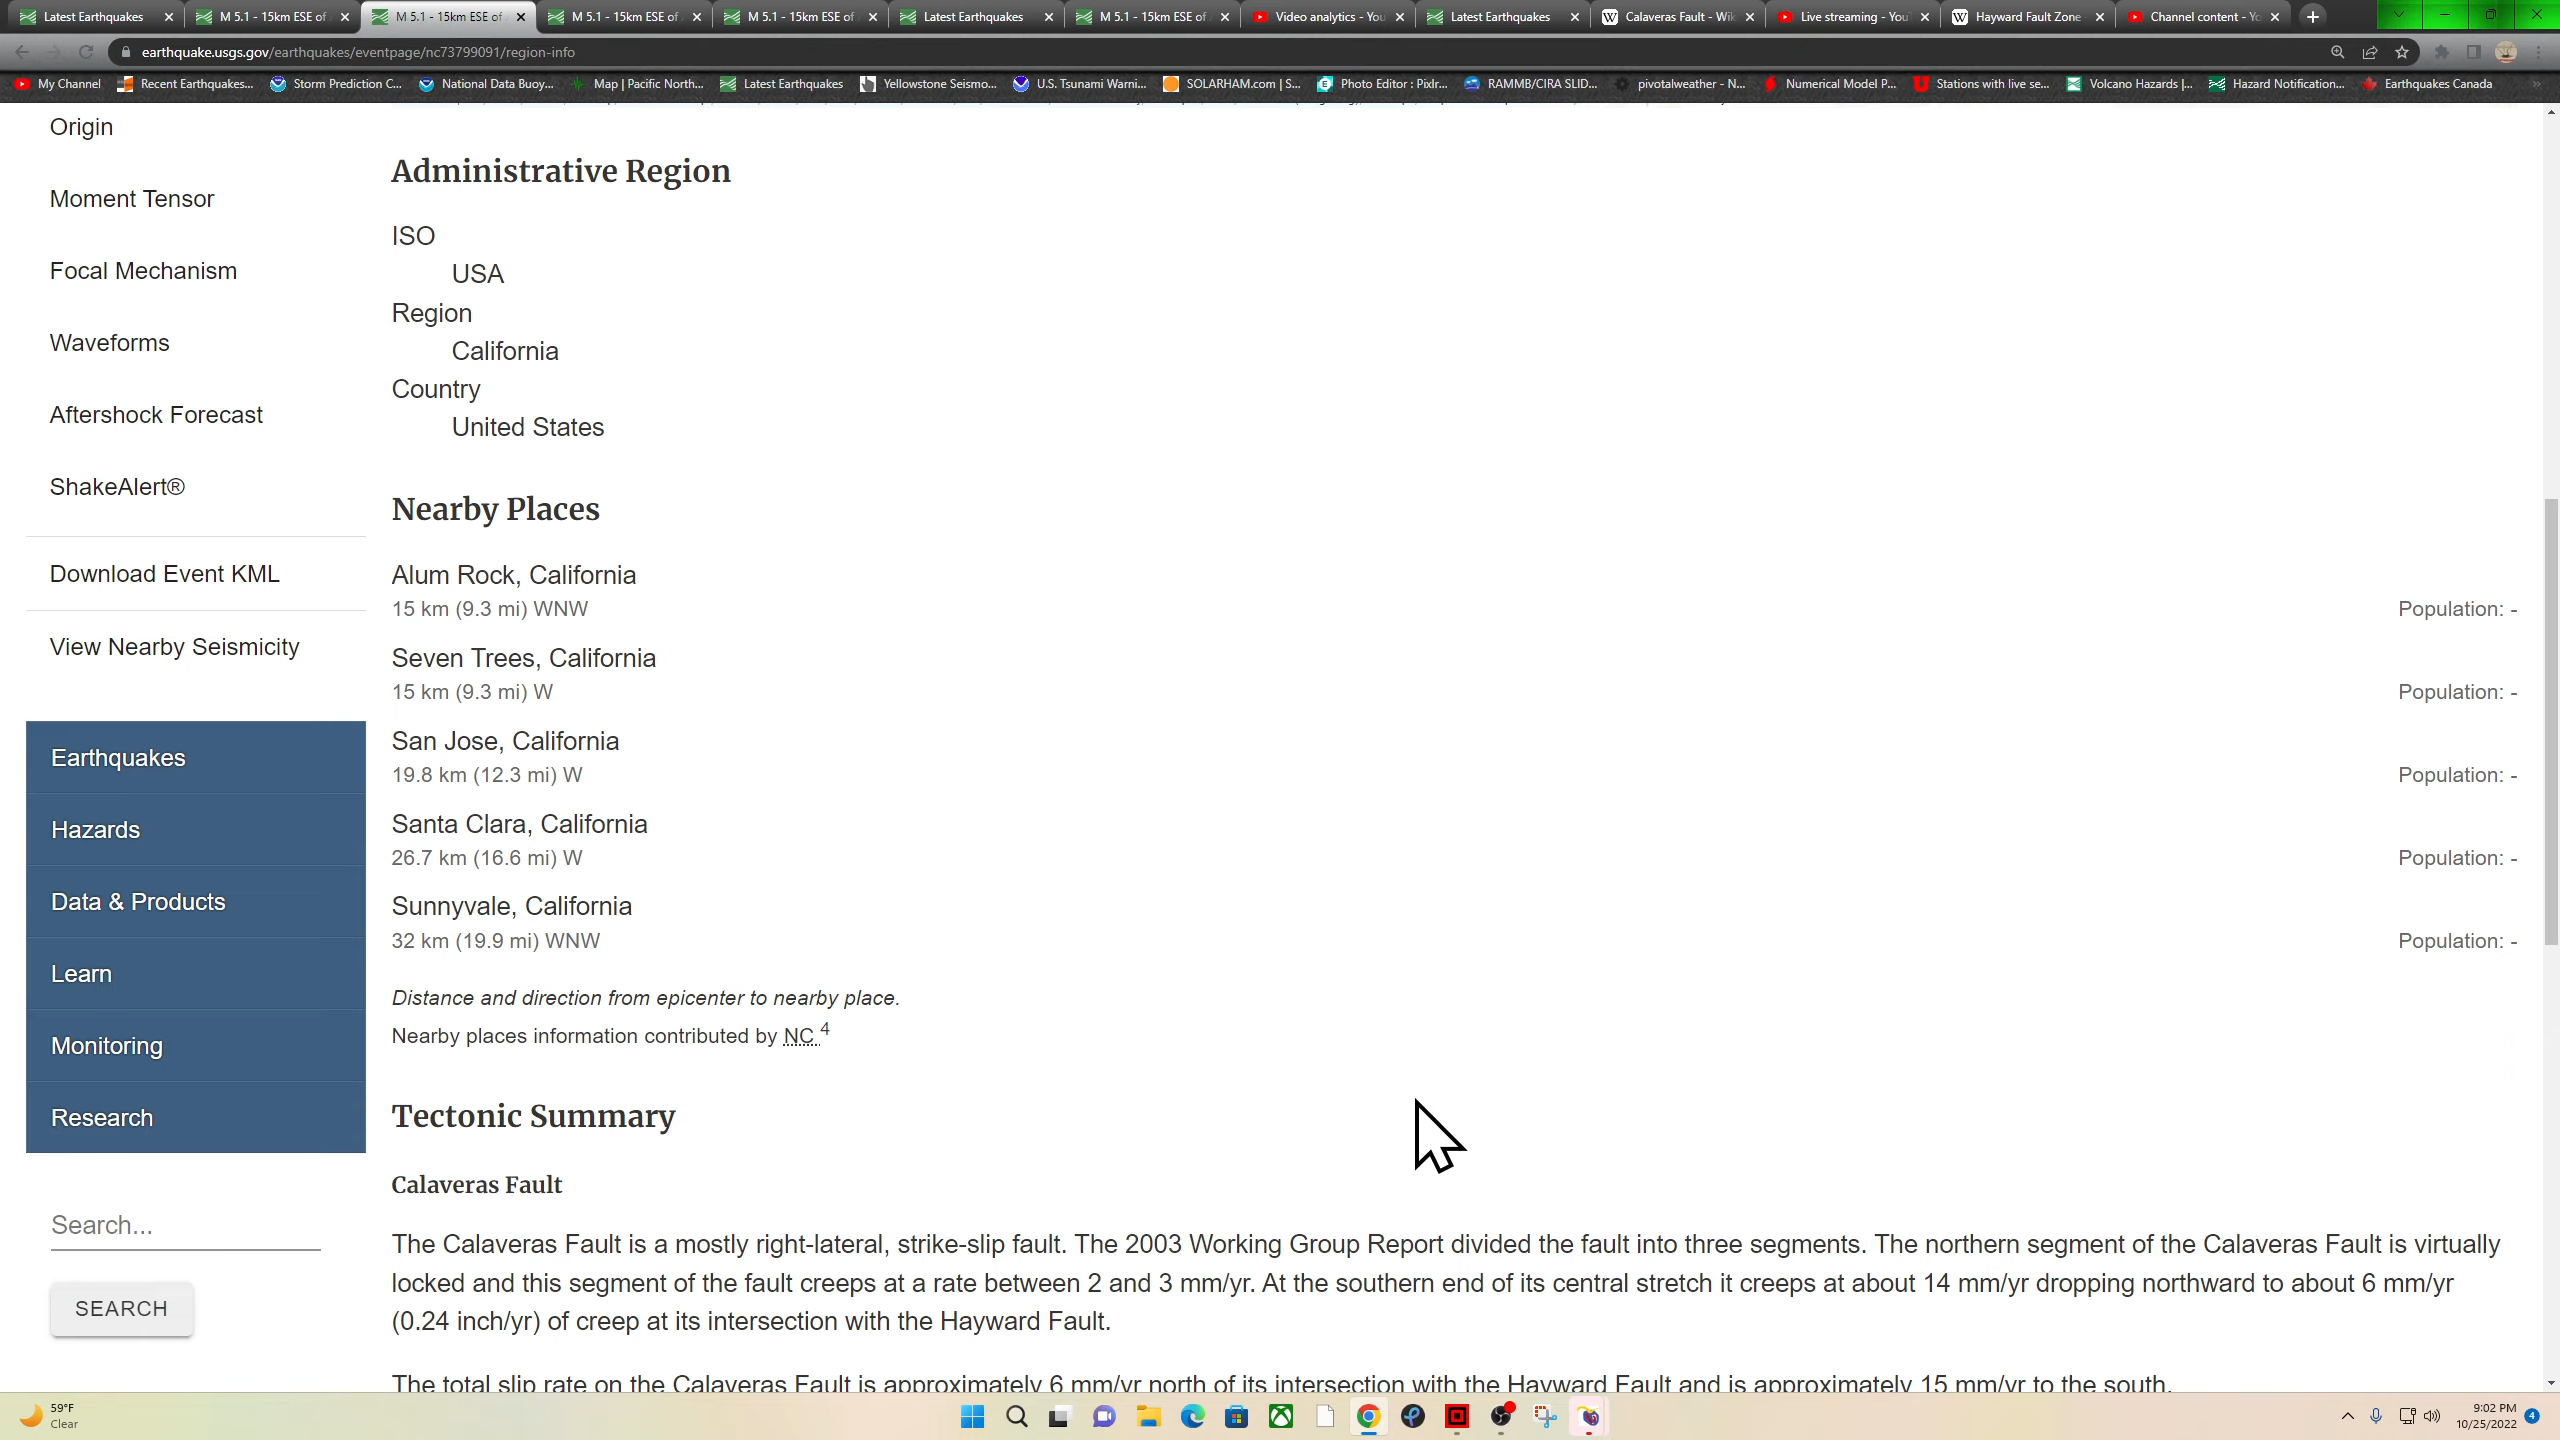 Latest Earthquakes
M 5.1 - 15km ESE of
M 5.1 - 15km ESE of
M 5.1 - 15km ESE of
M 5.1 - 15km ESE of
Latest Earthquakes
M 5.1 - 15km ESE of
Video analytics - You
Latest Earthquakes
Calaveras Fault - Wik
Live streaming - You
Hayward Fault Zone
Channel content - Yo
earthquake.usgs.gov/earthquakes/eventpage/nc73799091/region-info
My Channel
Recent Earthquakes...
Storm Prediction C...
National Data Buoy...
Map | Pacific North...
Latest Earthquakes
Yellowstone Seismo...
U.S. Tsunami Warni...
SOLARHAM.com | S...
Photo Editor : Pixlr...
RAMMB/CIRA SLID...
pivotalweather - N...
Numerical Model P...
Stations with live se...
Volcano Hazards |...
Hazard Notification...
Earthquakes Canada
Origin
Moment Tensor
Focal Mechanism
Waveforms
Aftershock Forecast
ShakeAlert®
Download Event KML
View Nearby Seismicity
Earthquakes
Hazards
Data & Products
Learn
Monitoring
Research
Search...
SEARCH
Administrative Region
ISO
USA
Region
California
Country
United States
Nearby Places
Alum Rock, California
15 km (9.3 mi) WNW
Population: -
Seven Trees, California
15 km (9.3 mi) W
Population: -
San Jose, California
19.8 km (12.3 mi) W
Population: -
Santa Clara, California
26.7 km (16.6 mi) W
Population: -
Sunnyvale, California
32 km (19.9 mi) WNW
Population: -
Distance and direction from epicenter to nearby place.
Nearby places information contributed by NC 4
Tectonic Summary
Calaveras Fault
The Calaveras Fault is a mostly right-lateral, strike-slip fault. The 2003 Working Group Report divided the fault into three segments. The northern segment of the Calaveras Fault is virtually
locked and this segment of the fault creeps at a rate between 2 and 3 mm/yr. At the southern end of its central stretch it creeps at about 14 mm/yr dropping northward to about 6 mm/yr
(0.24 inch/yr) of creep at its intersection with the Hayward Fault.
The total slip rate on the Calaveras Fault is approximately 6 mm/yr north of its intersection with the Hayward Fault and is approximately 15 mm/yr to the south.
59°F
Clear
9:02 PM
10/25/2022
4